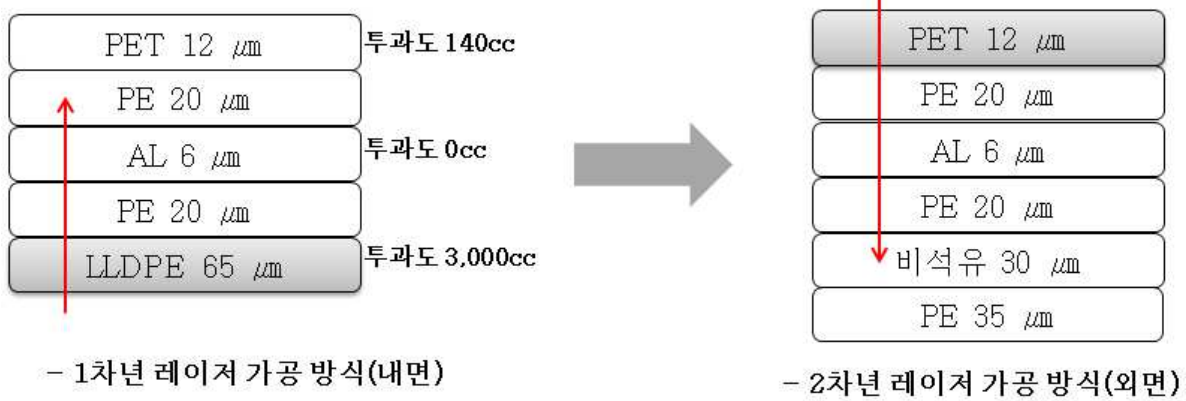 PET 12 ㎛
투과도 140cc
PE 20 ㎛
AL 6 ㎛
투과도 0cc
PE 20 ㎛
LLDPE 65 ㎛
투과도 3,000cc
- 1차년 레이저 가공 방식(내면)
PET 12 ㎛
PE 20 ㎛
AL 6 ㎛
PE 20 ㎛
비석유 30 ㎛
PE 35 ㎛
- 2차년 레이저 가공 방식(외면)